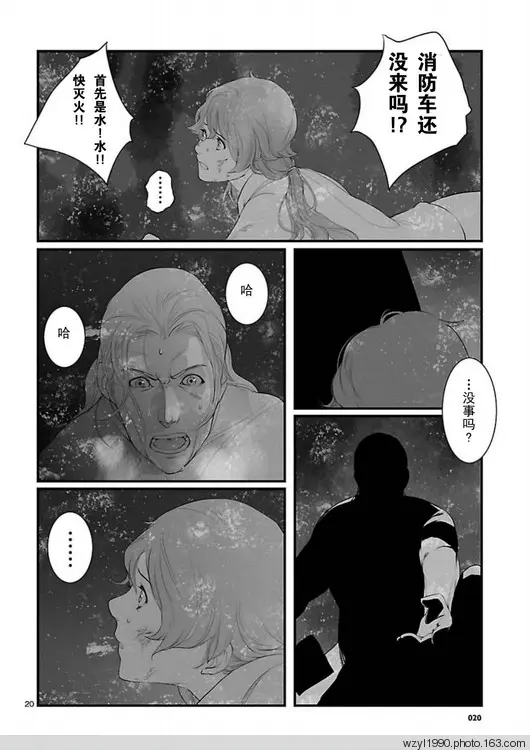 消防车还
没来吗!?
首先是水!水!!
快灭火!!
……
哈
哈
…没事吗?
……
20
020
wzyl1990.photo.163.com